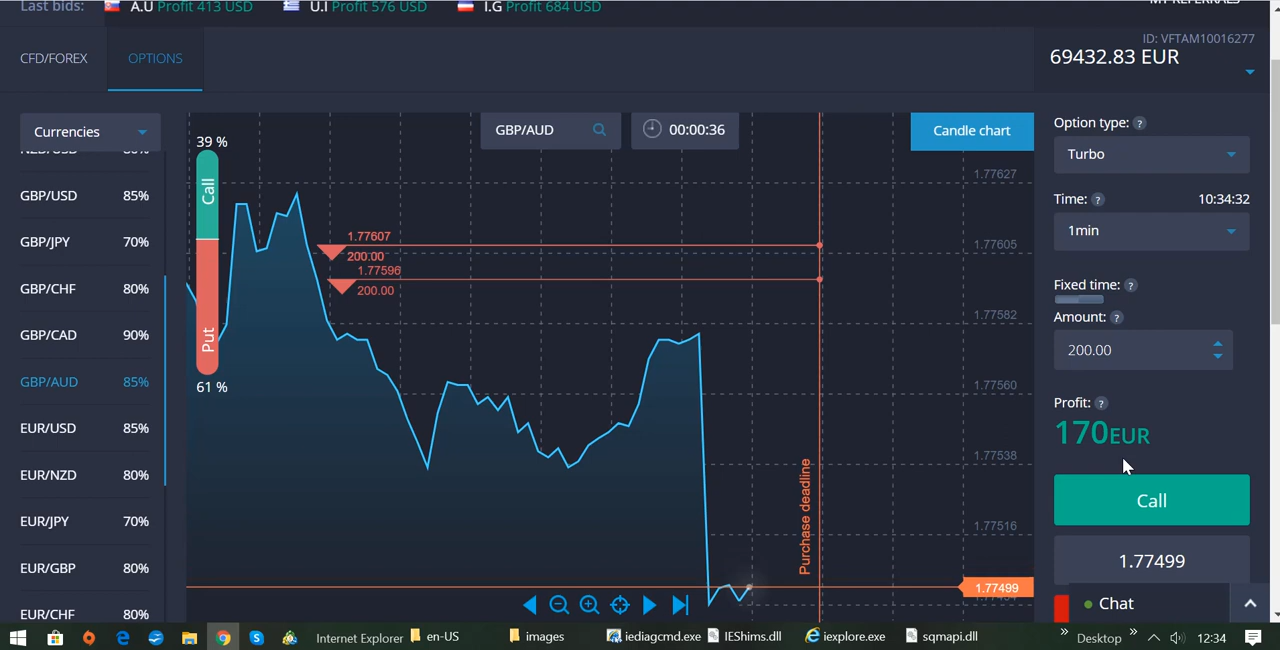 Last bids: A.U Profit 413 USD U.I Profit 576 USD I.G Profit 684 USD MY REFERRALS
CFD/FOREX OPTIONS
ID: VFTAM10016277
69432.83 EUR
Currencies
GBP/AUD
00:00:36
Candle chart
39 %
Call
Put
61 %
NZD/USD
GBP/USD 85%
GBP/JPY 70%
GBP/CHF 80%
GBP/CAD 90%
GBP/AUD 85%
EUR/USD 85%
EUR/NZD 80%
EUR/JPY 70%
EUR/GBP 80%
EUR/CHF 80%
1.77607
200.00
1.77596
200.00
Purchase deadline
1.77627
1.77605
1.77582
1.77560
1.77538
1.77516
1.77499
Option type: ?
Turbo
Time: ? 10:34:32
1min
Fixed time: ?
Amount: ?
200.00
Profit: ?
170EUR
Call
1.77499
Chat
Internet Explorer en-US images iediagcmd.exe IEShims.dll iexplore.exe sqmapi.dll Desktop 12:34